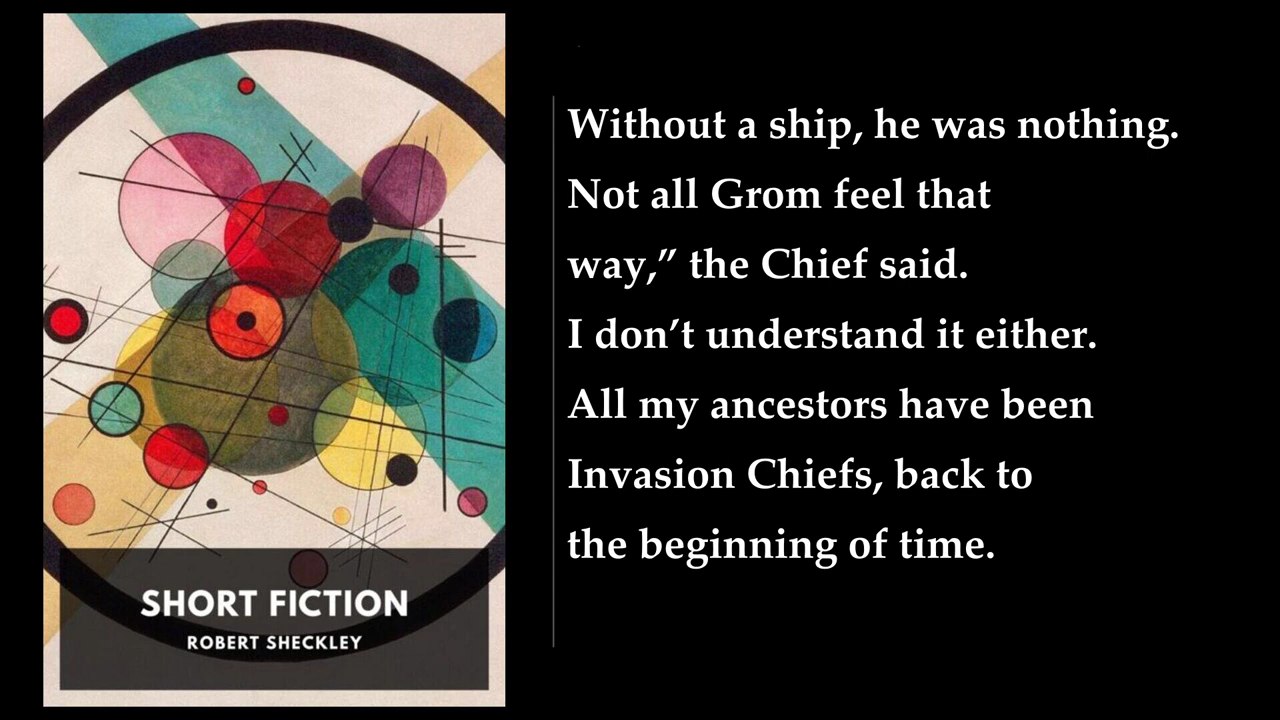 SHORT FICTION
ROBERT SHECKLEY
Without a ship, he was nothing.
Not all Grom feel that
way,” the Chief said.
I don’t understand it either.
All my ancestors have been
Invasion Chiefs, back to
the beginning of time.